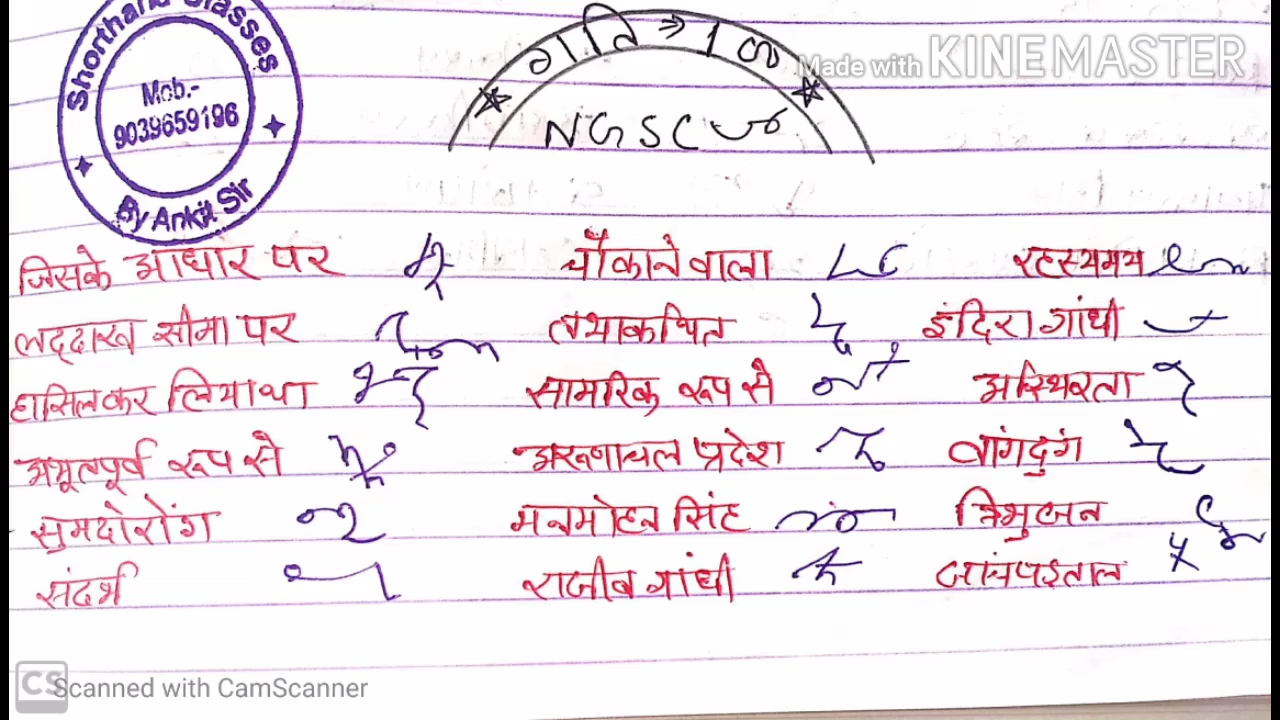 Shorthand Classes
Mob.-
9039659196
By Ankit Sir
गति → 100
Made with KINEMASTER
NGSC
जिसके आधार पर चौंकाने वाला रहस्यमय
लद्दाख सीमा पर तथाकथित इंदिरा गांधी
हासिल कर लिया था सामरिक रूप से अस्थिरता
अभूतपूर्व रूप से अरूणाचल प्रदेश वांगदुंग
सुमदोरोंग मनमोहन सिंह
संदर्भ राजीव गांधी जांचपड़ताल
CS Scanned with CamScanner